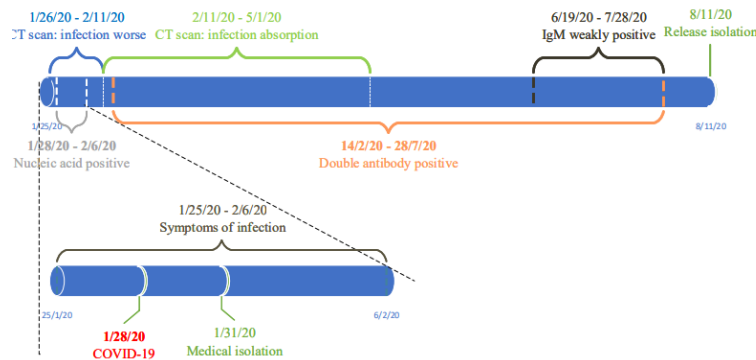 1/26/20 - 2/11/20
CT scan: infection worse
2/11/20 - 5/1/20
CT scan: infection absorption
6/19/20 - 7/28/20
IgM weakly positive
8/11/20
Release isolation
1/25/20
8/11/20
1/28/20 - 2/6/20
Nucleic acid positive
14/2/20 - 28/7/20
Double antibody positive
1/25/20 - 2/6/20
Symptoms of infection
25/1/20
6/2/20
1/28/20
COVID-19
1/31/20
Medical isolation